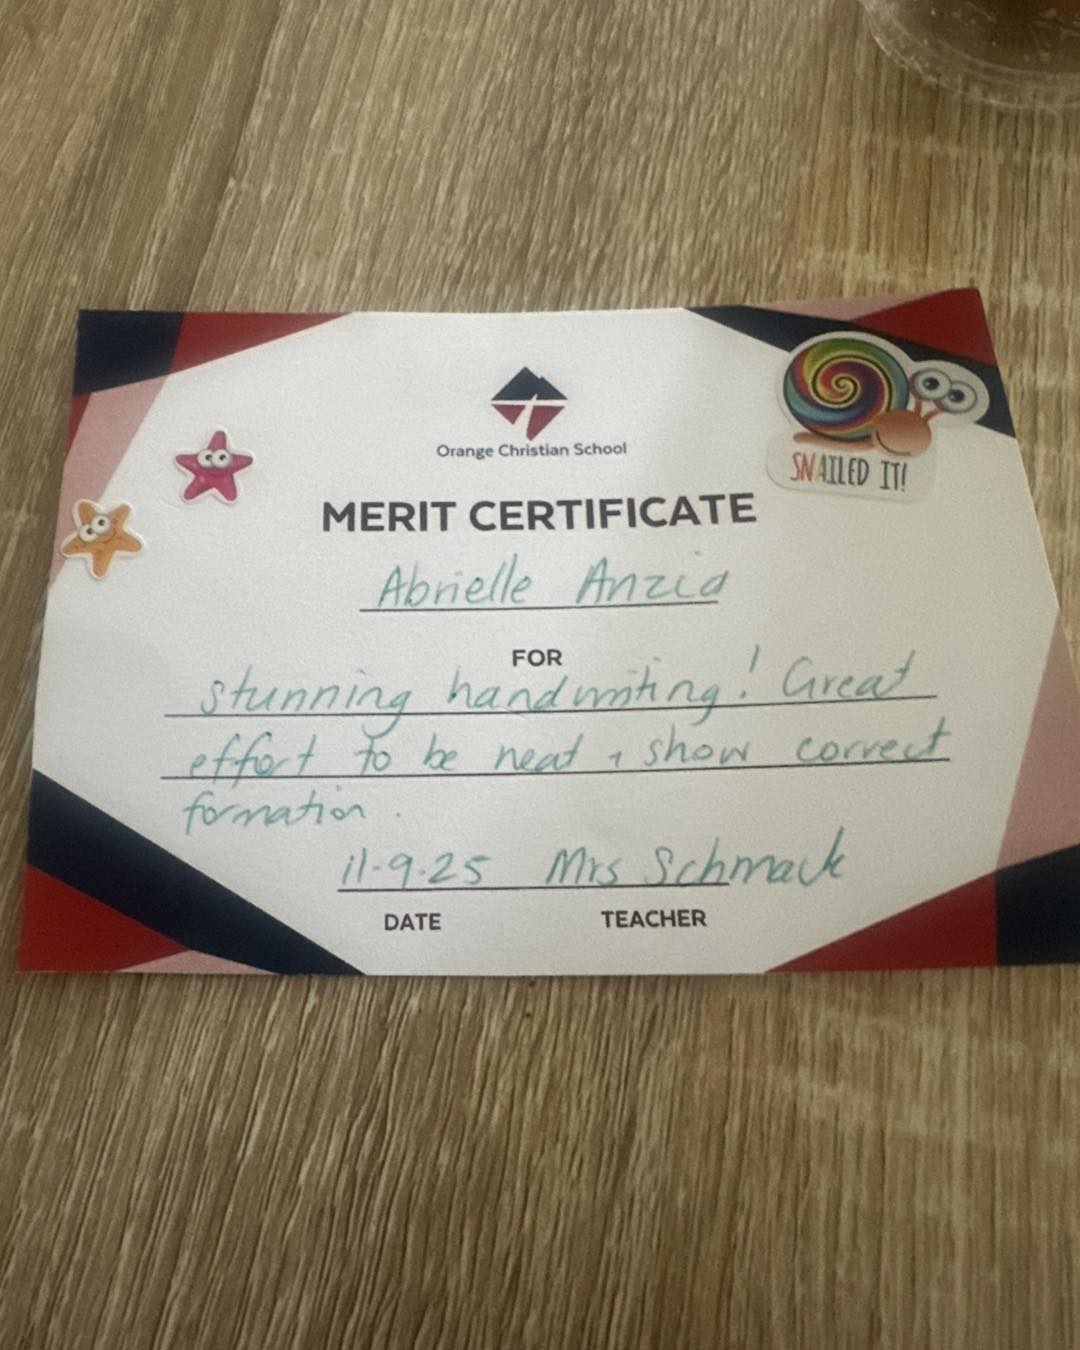 Orange Christian School
SNAILED IT!
MERIT CERTIFICATE
Abrielle Anzia
FOR
stunning handwriting! Great
effort to be neat + show correct
formation.
11.9.25 Mrs Schmack
DATE TEACHER